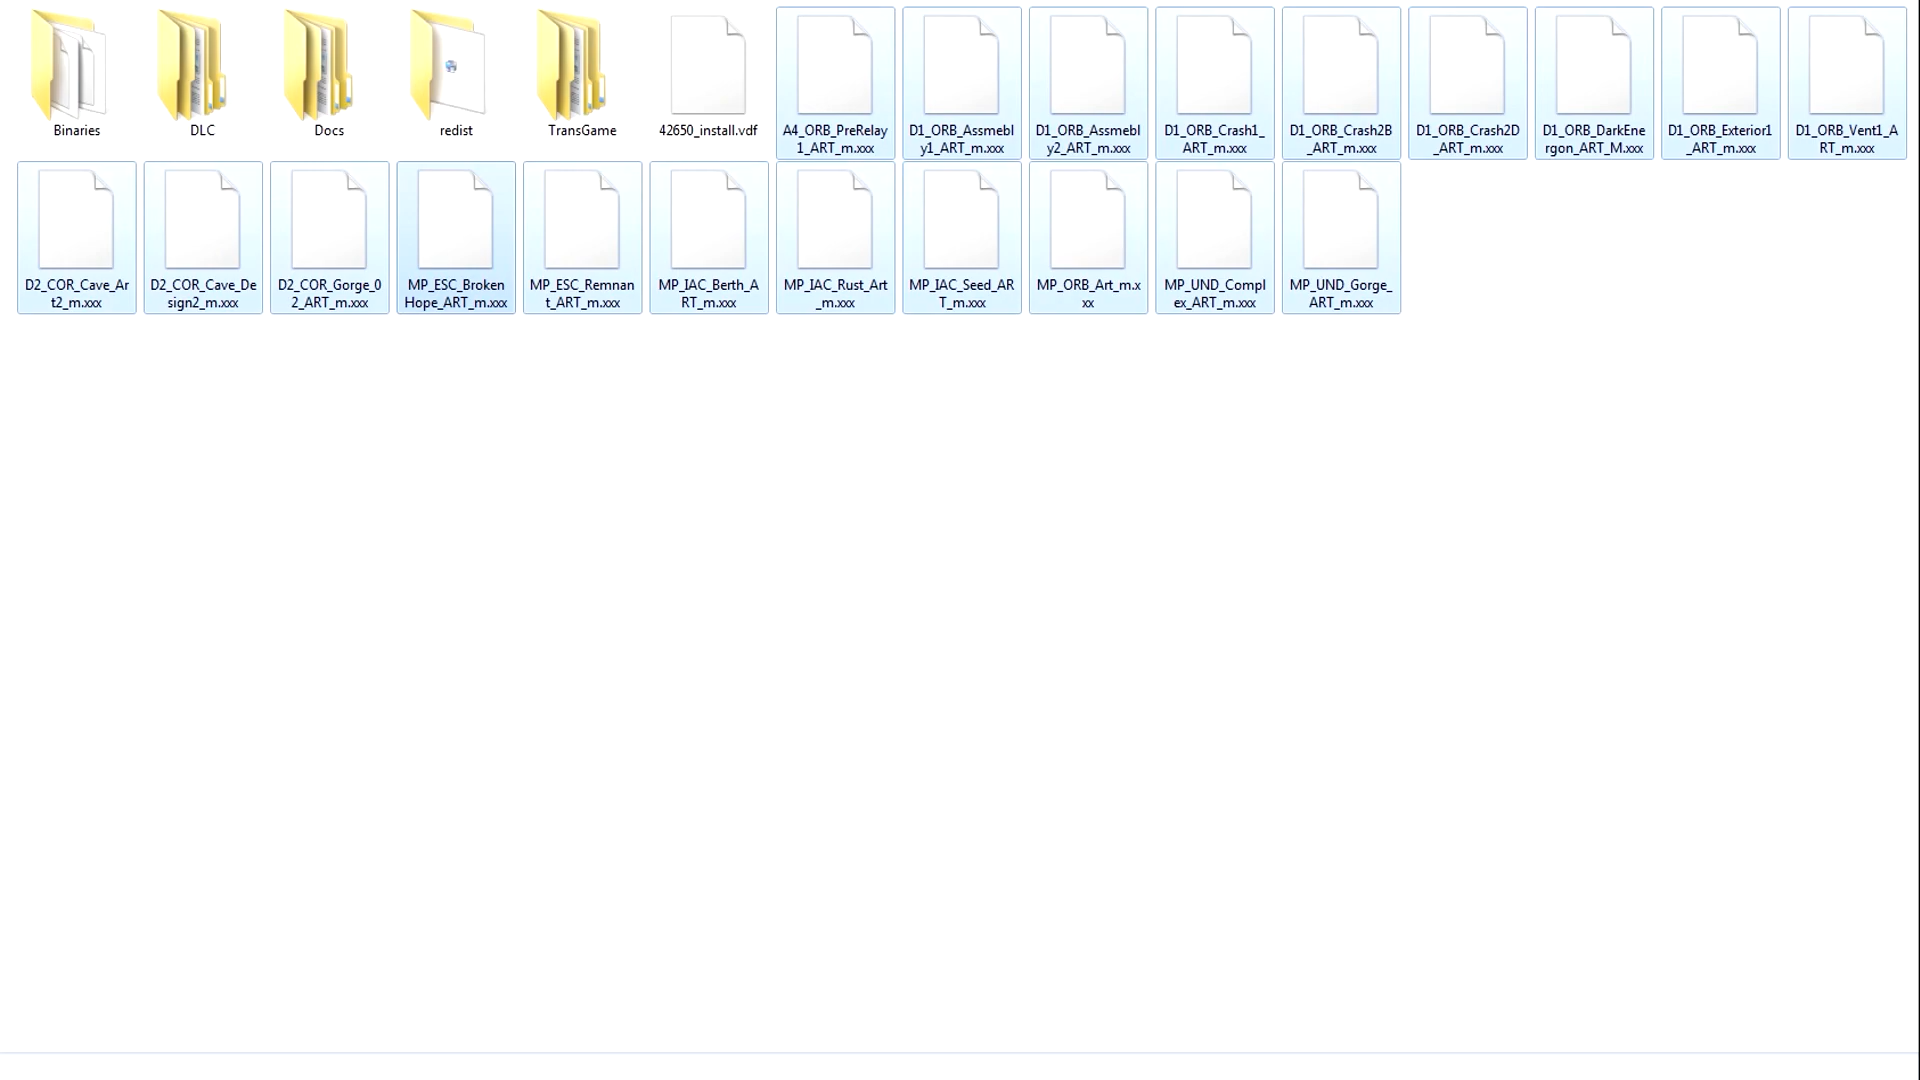 Binaries
DLC
Docs
redist
TransGame
42650_install.vdf
A4_ORB_PreRelay
1_ART_m.xxx
D1_ORB_Assmebl
y1_ART_m.xxx
D1_ORB_Assmebl
y2_ART_m.xxx
D1_ORB_Crash1_
ART_m.xxx
D1_ORB_Crash2B
_ART_m.xxx
D1_ORB_Crash2D
_ART_m.xxx
D1_ORB_DarkEne
rgon_ART_M.xxx
D1_ORB_Exterior1
_ART_m.xxx
D1_ORB_Vent1_A
RT_m.xxx
D2_COR_Cave_Ar
t2_m.xxx
D2_COR_Cave_De
sign2_m.xxx
D2_COR_Gorge_0
2_ART_m.xxx
MP_ESC_Broken
Hope_ART_m.xxx
MP_ESC_Remnan
t_ART_m.xxx
MP_IAC_Berth_A
RT_m.xxx
MP_IAC_Rust_Art
_m.xxx
MP_IAC_Seed_AR
T_m.xxx
MP_ORB_Art_m.x
xx
MP_UND_Compl
ex_ART_m.xxx
MP_UND_Gorge_
ART_m.xxx